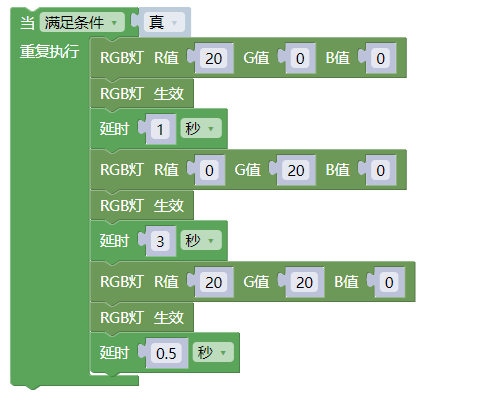 当 满足条件 真
重复执行
RGB灯 R值 20 G值 0 B值 0
RGB灯 生效
延时 1 秒
RGB灯 R值 0 G值 20 B值 0
RGB灯 生效
延时 3 秒
RGB灯 R值 20 G值 20 B值 0
RGB灯 生效
延时 0.5 秒